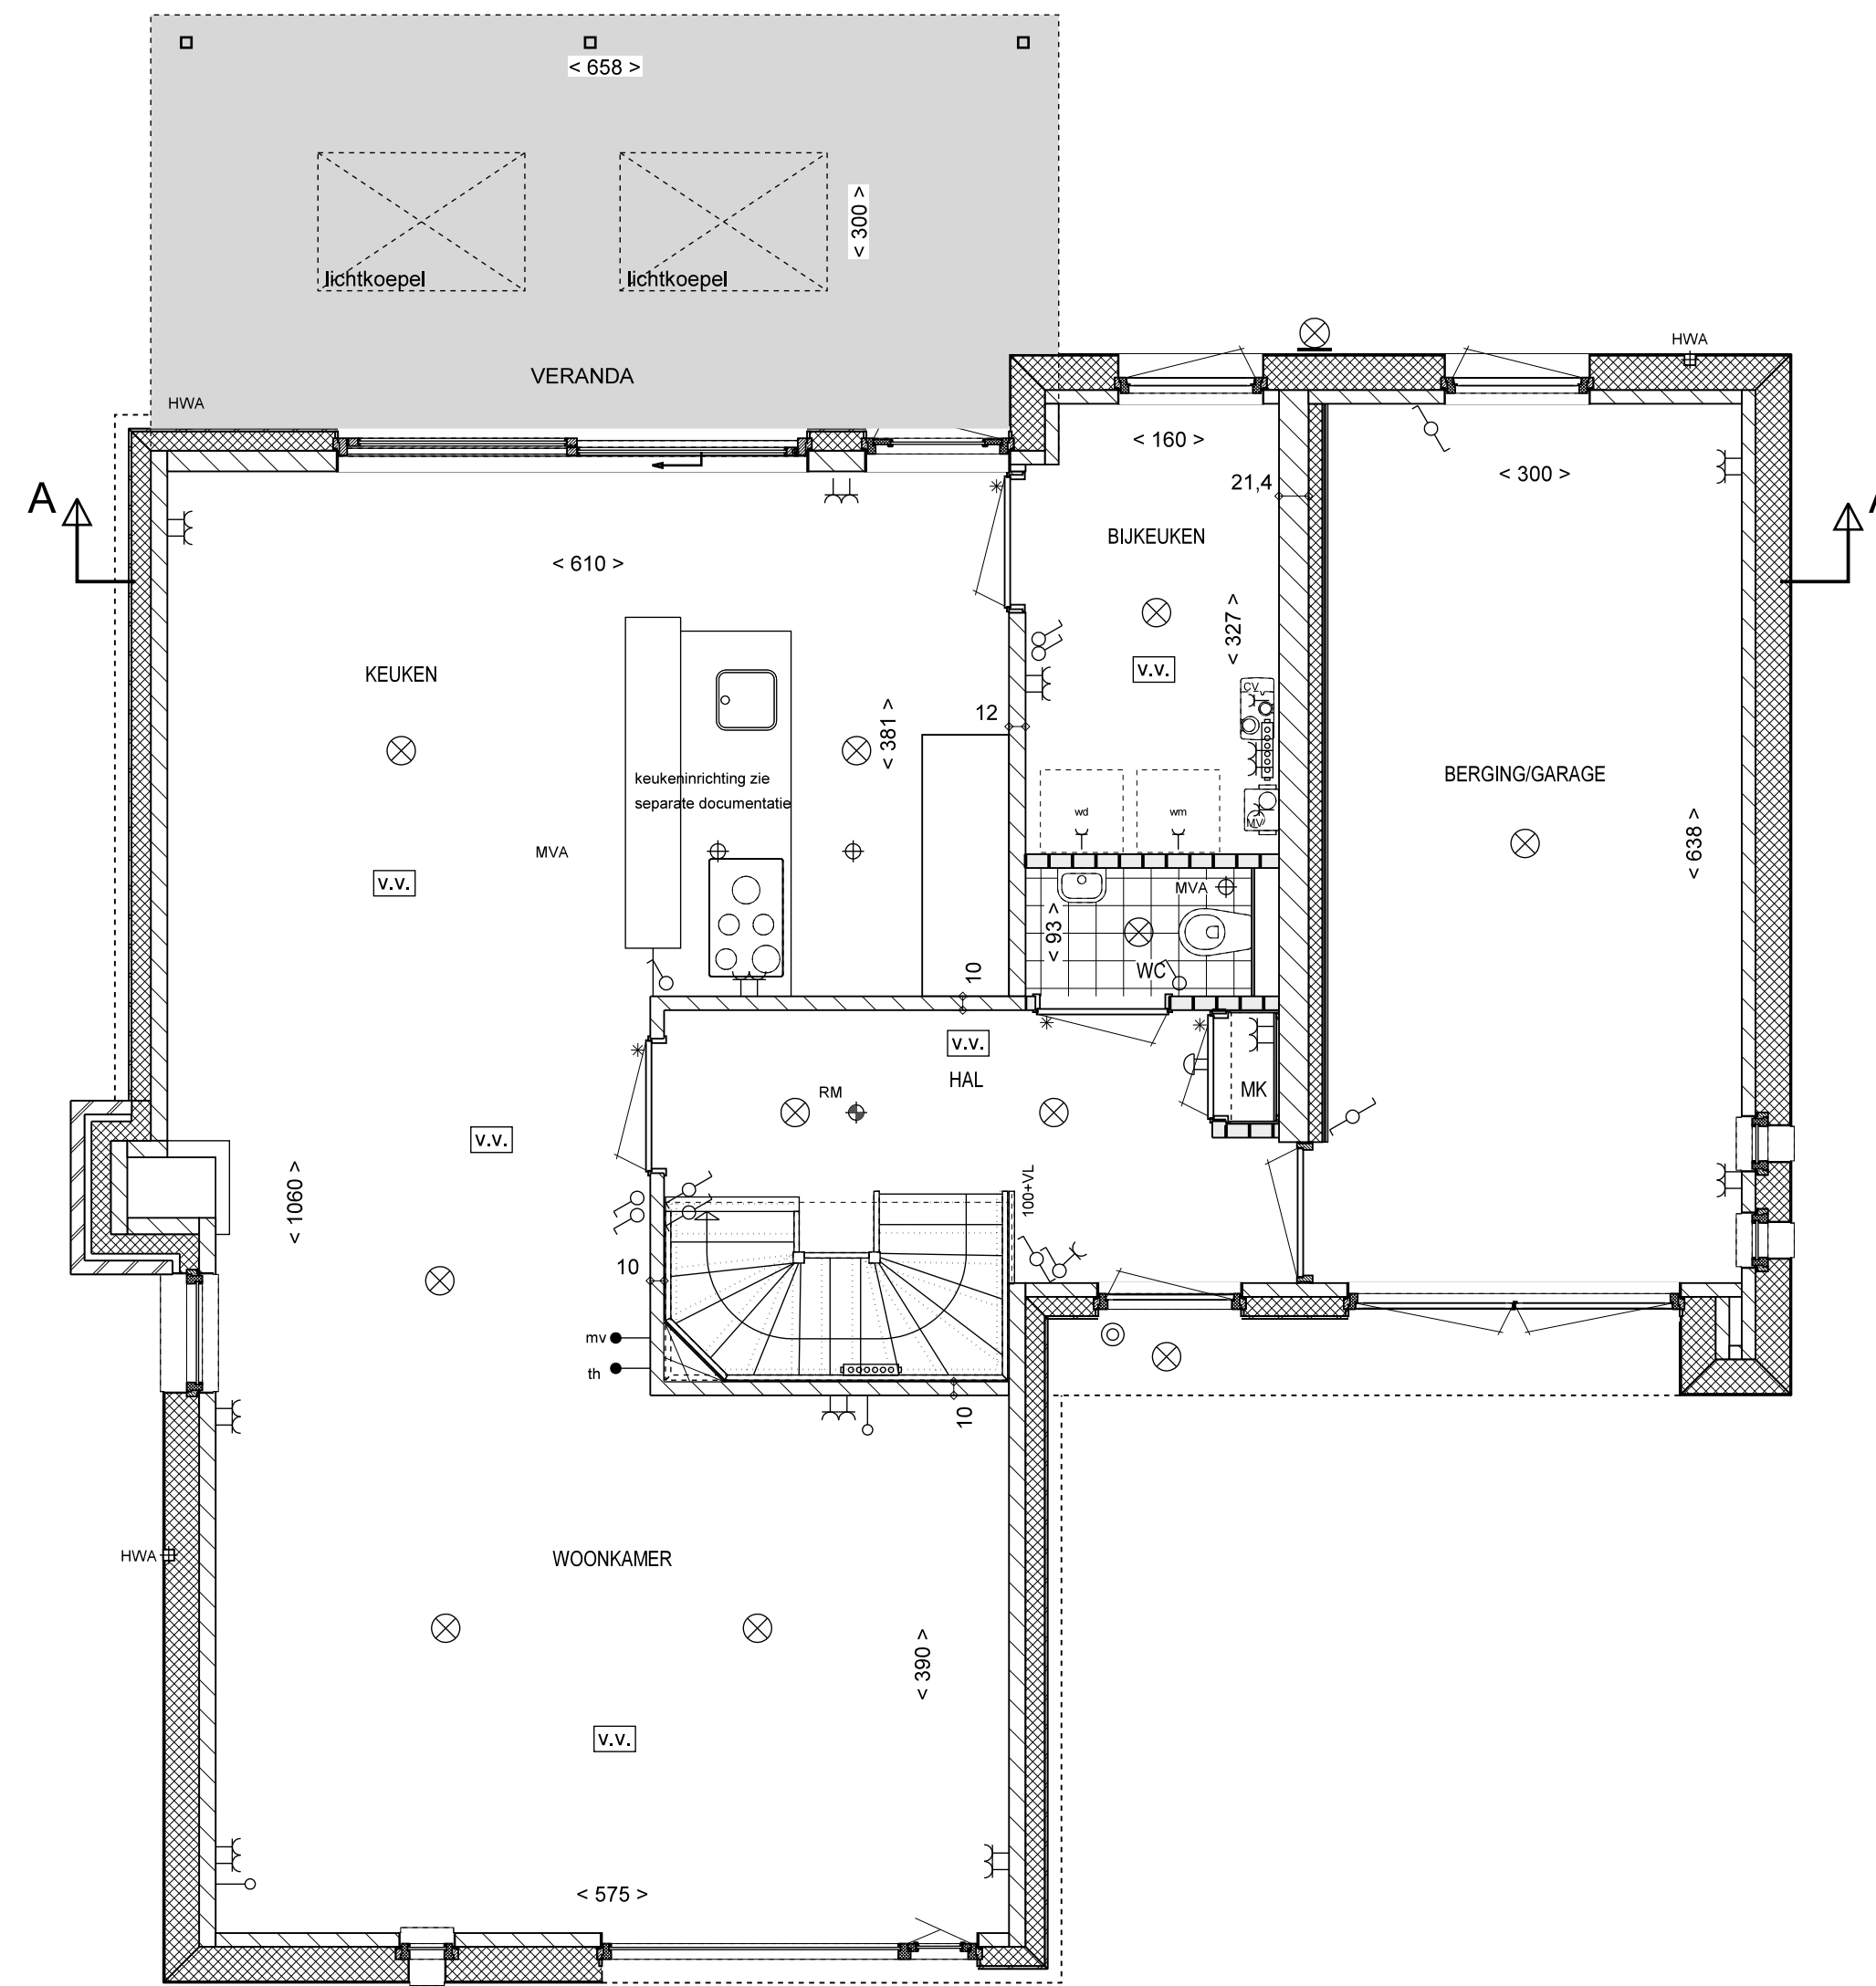 < 658 >
< 300 >
lichtkoepel
lichtkoepel
VERANDA
HWA
HWA
A
< 160 >
21,4
< 300 >
A
BIJKEUKEN
< 610 >
< 327 >
KEUKEN
v.v.
CV
12
< 381 >
keukeninrichting zie
separate documentatie
BERGING/GARAGE
wd
wm
MV
< 638 >
MVA
v.v.
MVA
< 93 >
WC
10
v.v.
HAL
MK
RM
v.v.
< 1060 >
100+VL
10
mv
th
10
HWA
WOONKAMER
< 390 >
v.v.
< 575 >